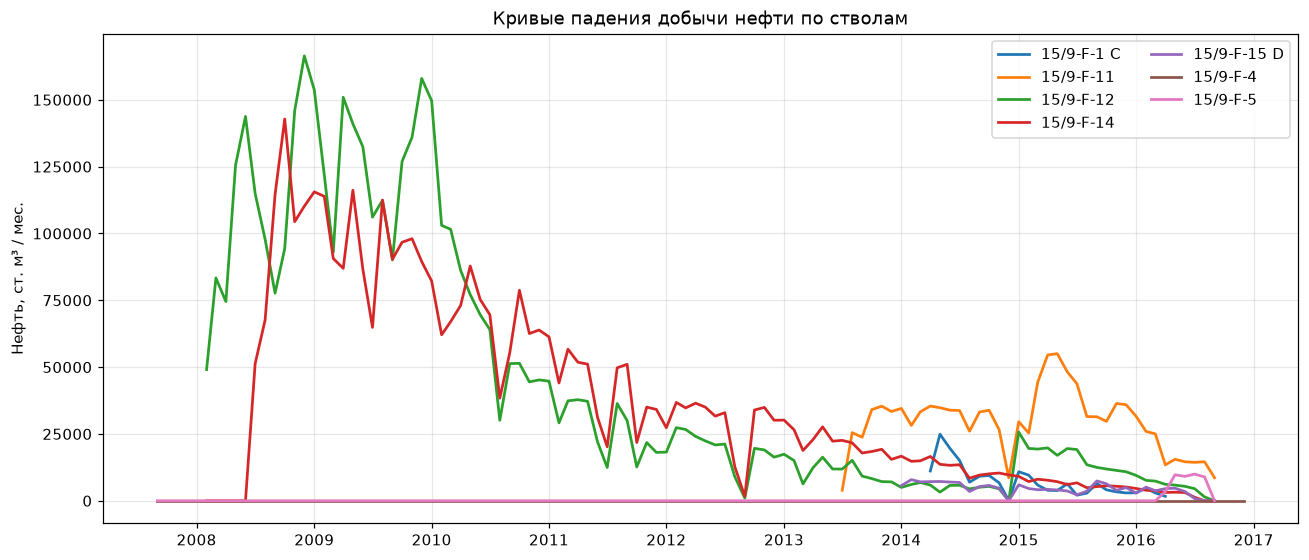 Кривые падения добычи нефти по стволам
Нефть, ст. м³ / мес.
150000
125000
100000
75000
50000
25000
0
15/9-F-1 C
15/9-F-11
15/9-F-12
15/9-F-14
15/9-F-15 D
15/9-F-4
15/9-F-5
2008 2009 2010 2011 2012 2013 2014 2015 2016 2017